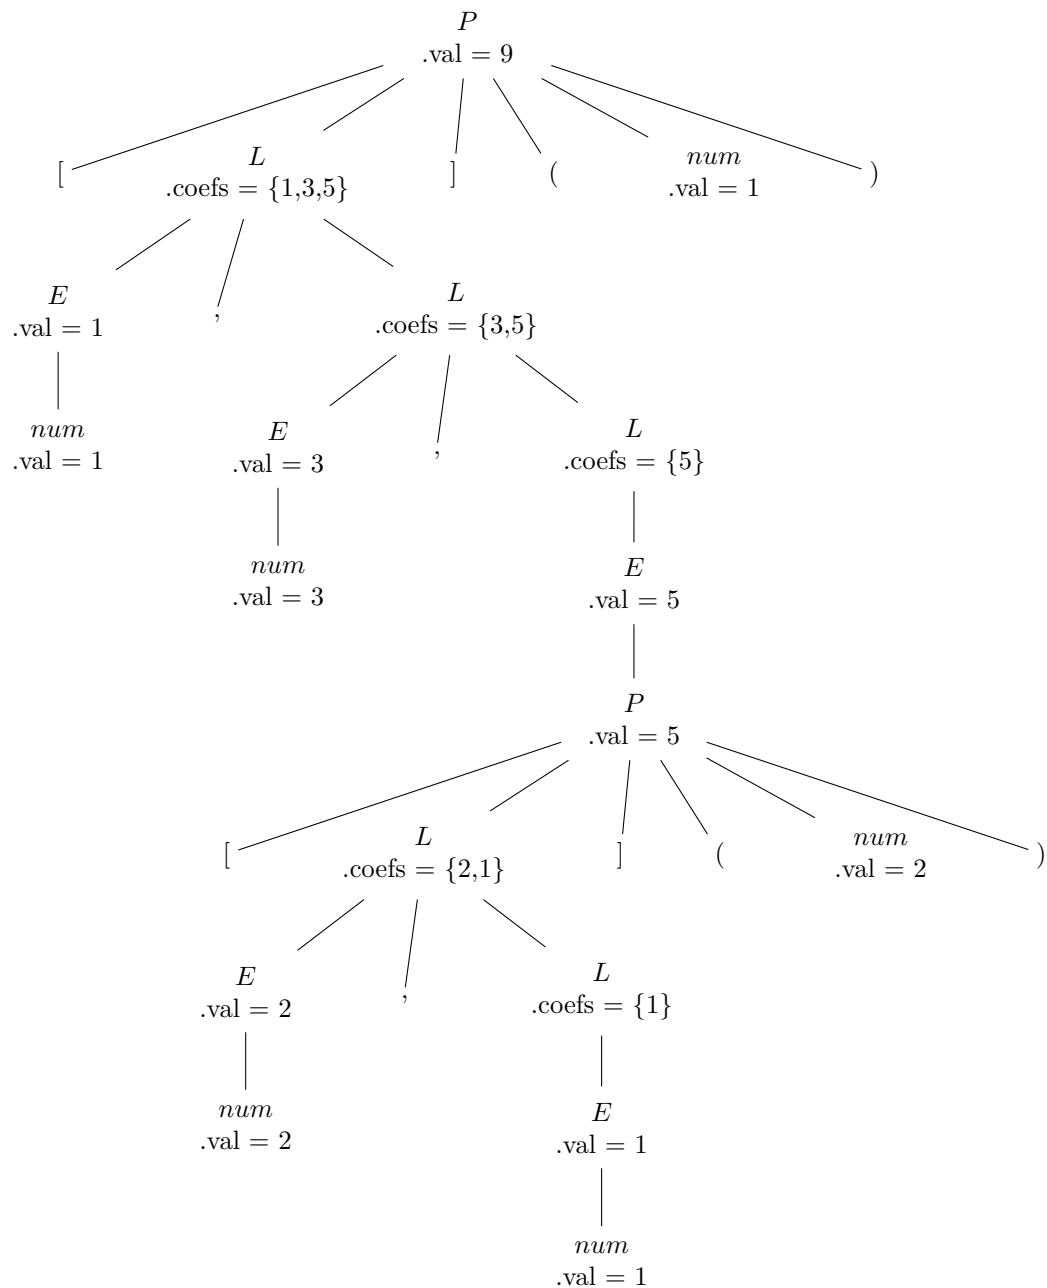 P
.val = 9
[
L
.coefs = {1,3,5}
]
(
num
.val = 1
)
E
.val = 1
,
L
.coefs = {3,5}
num
.val = 1
E
.val = 3
,
L
.coefs = {5}
num
.val = 3
E
.val = 5
P
.val = 5
[
L
.coefs = {2,1}
]
(
num
.val = 2
)
E
.val = 2
,
L
.coefs = {1}
num
.val = 2
E
.val = 1
num
.val = 1